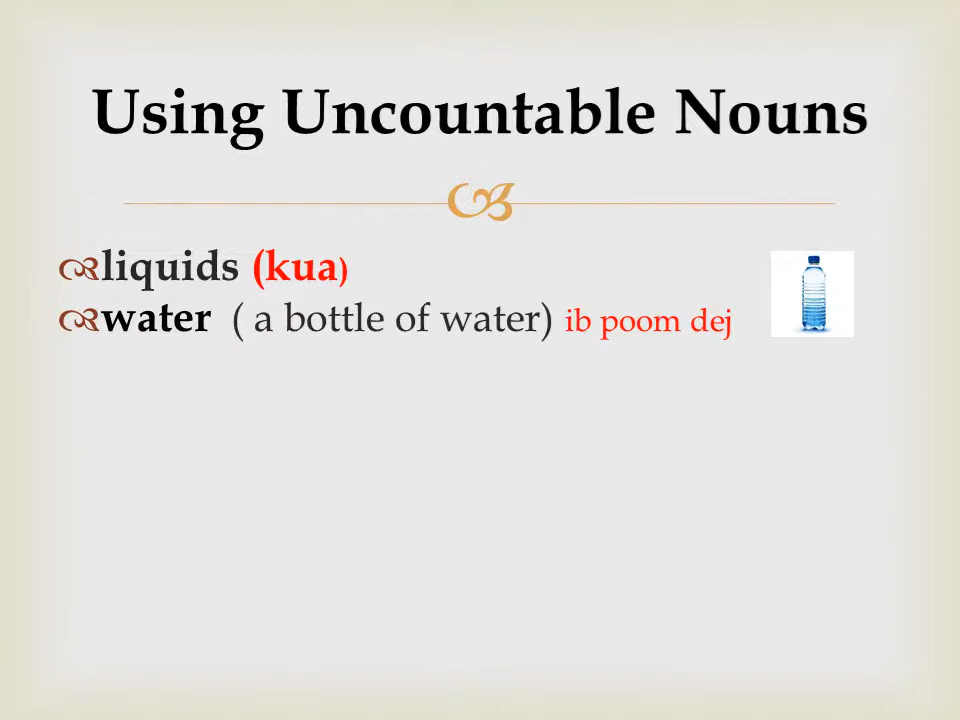 Using Uncountable Nouns
liquids (kua)
water ( a bottle of water) ib poom dej